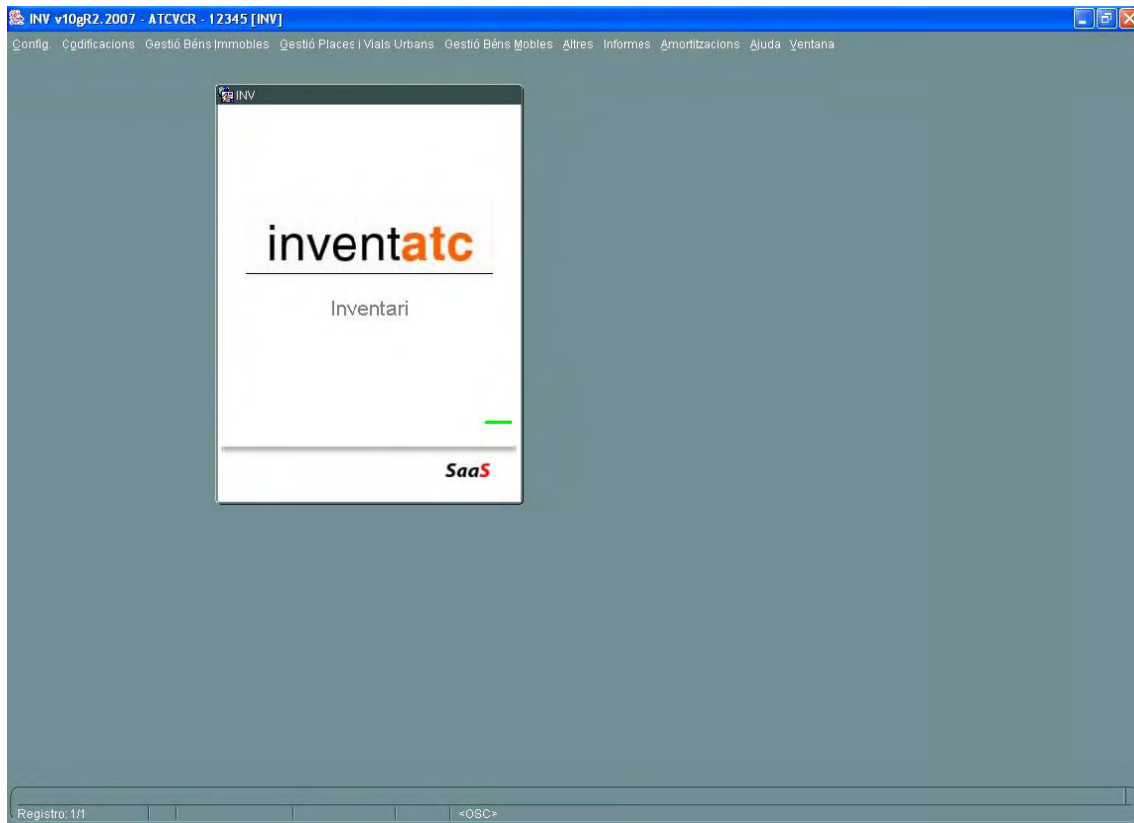 INV v10gR2.2007 - ATCVCR - 12345 [INV]
Config. Codificacions Gestió Béns Immobles Gestió Places i Vials Urbans Gestió Béns Mobles Altres Informes Amortitzacions Ajuda Ventana
INV
inventatc
Inventari
SaaS
Registro: 1/1 <OSC>